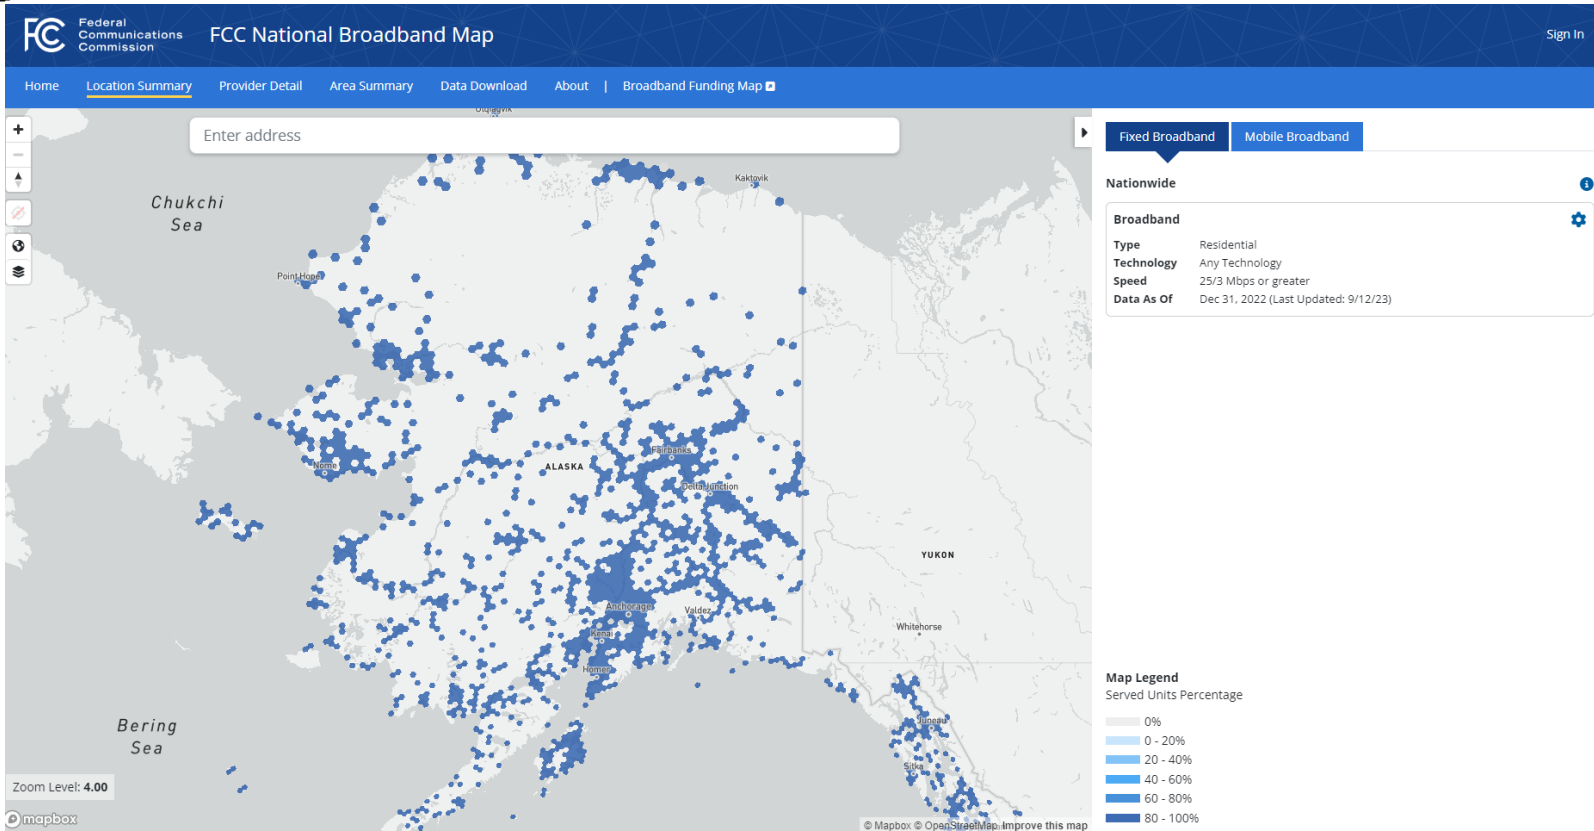 FCC Federal Communications Commission
FCC National Broadband Map
Sign In
Home
Location Summary
Provider Detail
Area Summary
Data Download
About
|
Broadband Funding Map
Enter address
Kaktovik
Chukchi
Sea
Point Hope
Nome
ALASKA
Fairbanks
Delta Junction
YUKON
Anchorage
Valdez
Whitehorse
Kenai
Homer
Juneau
Sitka
Bering
Sea
Zoom Level: 4.00
mapbox
© Mapbox © OpenStreetMap Improve this map
Fixed Broadband
Mobile Broadband
Nationwide
Broadband
Type Residential
Technology Any Technology
Speed 25/3 Mbps or greater
Data As Of Dec 31, 2022 (Last Updated: 9/12/23)
Map Legend
Served Units Percentage
0%
0 - 20%
20 - 40%
40 - 60%
60 - 80%
80 - 100%